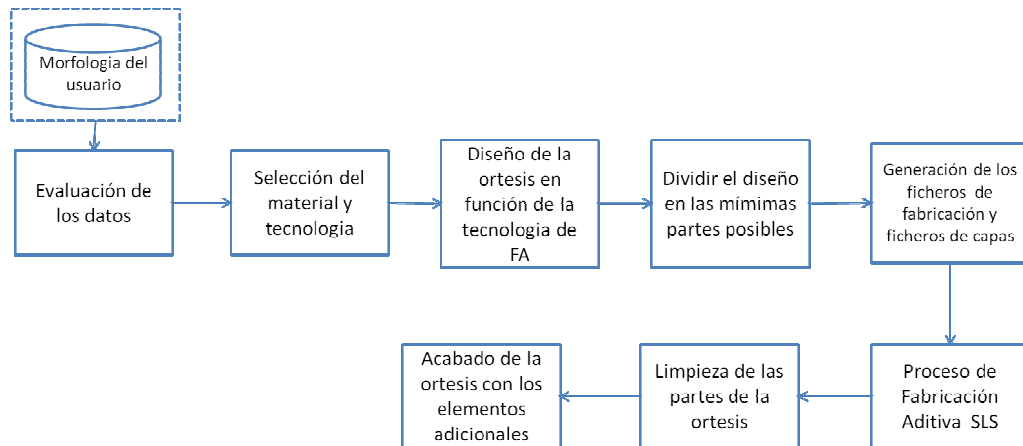 Morfologia del
usuario
Evaluación de
los datos
Selección del
material y
tecnologia
Diseño de la
ortesis en
función de la
tecnologia de
FA
Dividir el diseño
en las mímimas
partes posibles
Generación de los
ficheros de
fabricación y
ficheros de capas
Proceso de
Fabricación
Aditiva SLS
Limpieza de las
partes de la
ortesis
Acabado de la
ortesis con los
elementos
adicionales